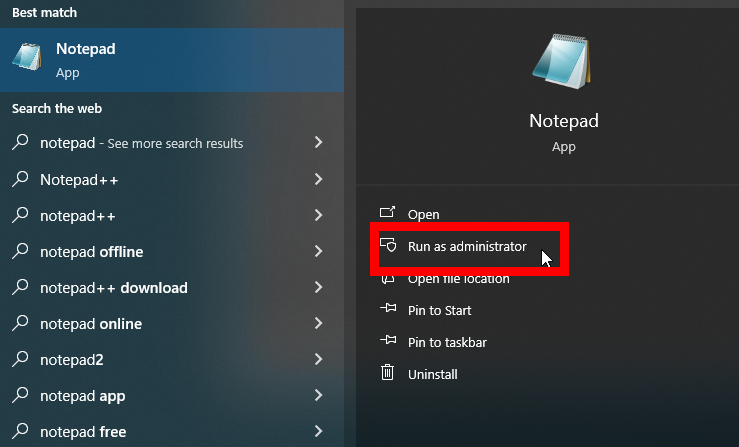 Best match
Notepad
App
Search the web
notepad - See more search results
Notepad++
notepad++
notepad offline
notepad++ download
notepad online
notepad2
notepad app
notepad free
Notepad
App
Open
Run as administrator
Open file location
Pin to Start
Pin to taskbar
Uninstall